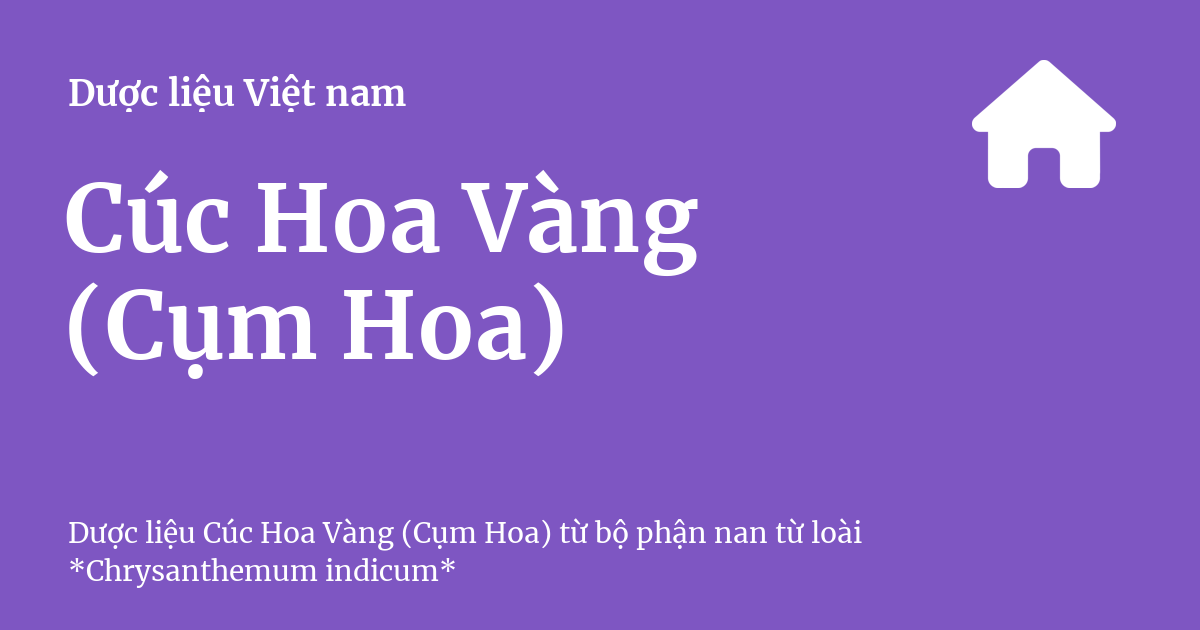 Dược liệu Việt nam
Cúc Hoa Vàng
(Cụm Hoa)
Dược liệu Cúc Hoa Vàng (Cụm Hoa) từ bộ phận nan từ loài
*Chrysanthemum indicum*